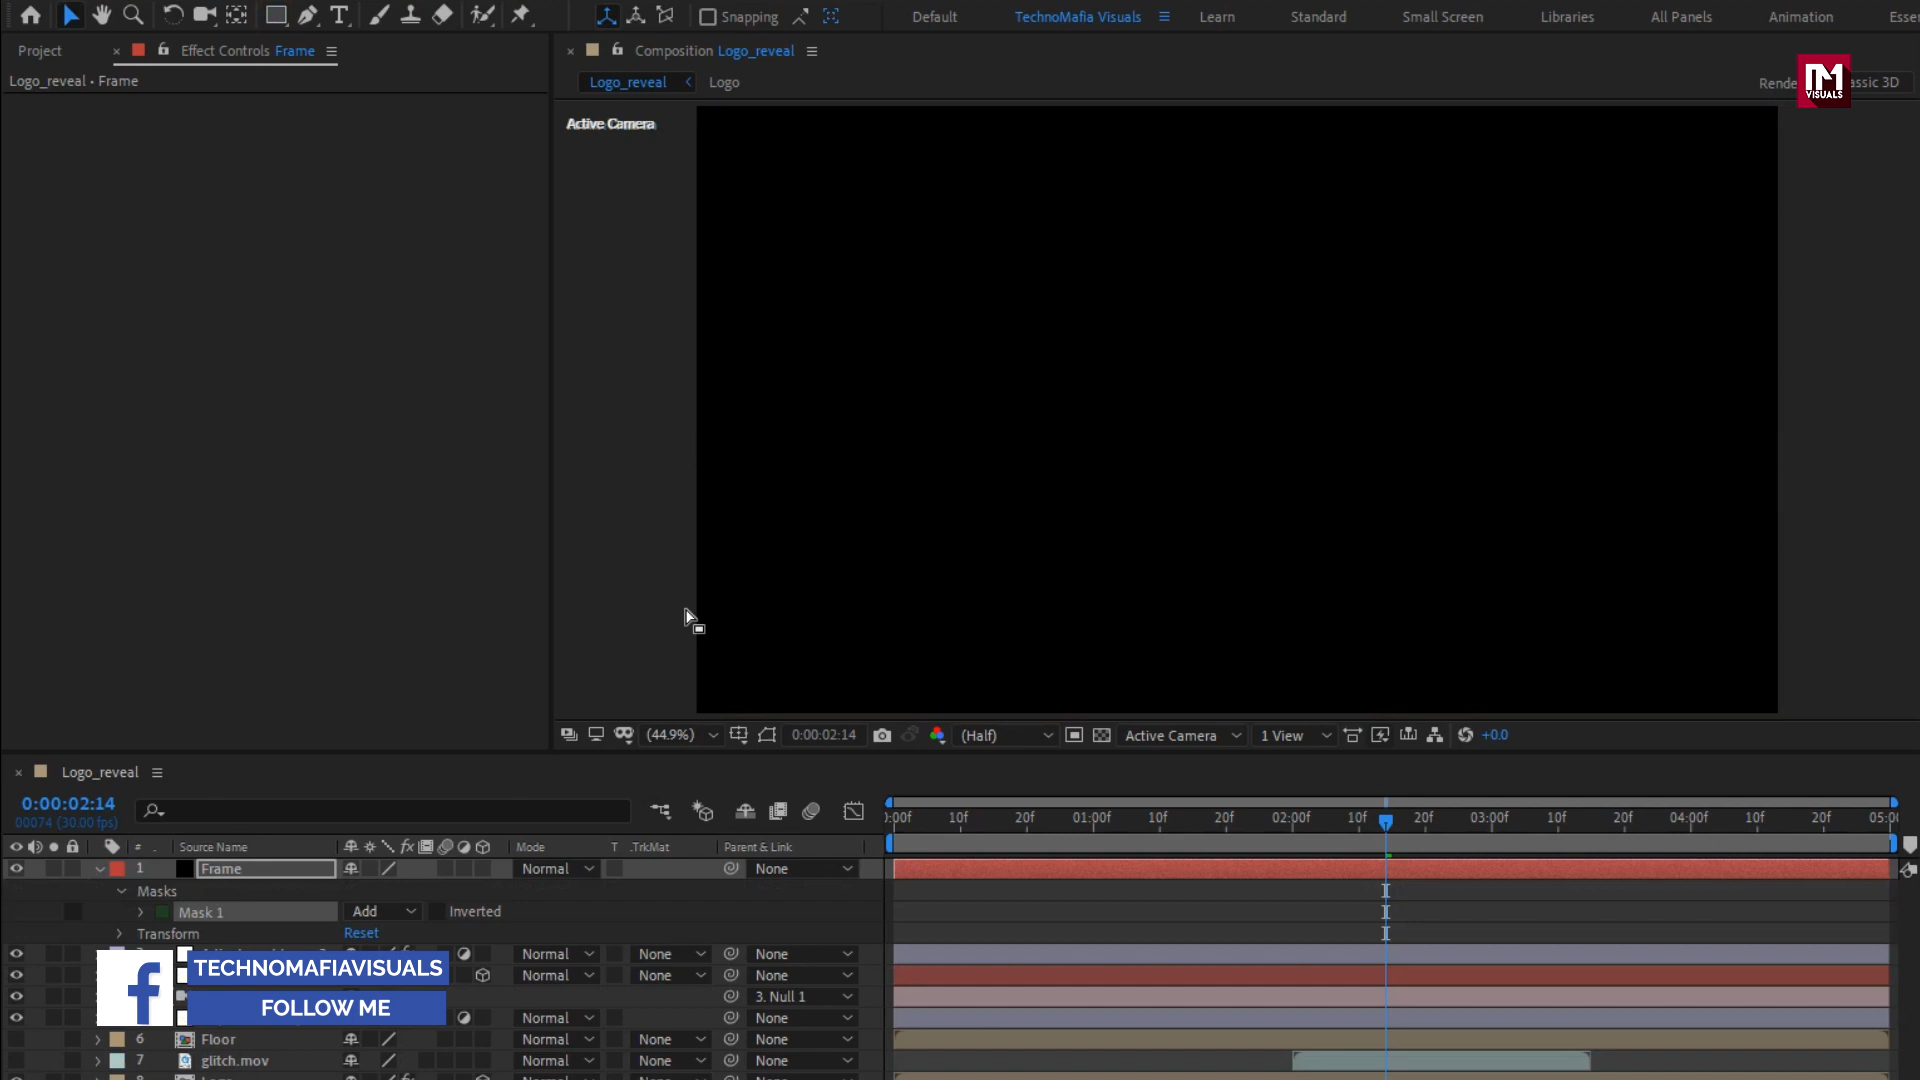 Snapping
Default
TechnoMafia Visuals
Learn
Standard
Small Screen
Libraries
All Panels
Animation
Project
Effect Controls Frame
Composition Logo_reveal
Logo_reveal • Frame
Logo_reveal
Logo
VISUALS
Active Camera
(44.9%)
0:00:02:14
(Half)
Active Camera
1 View
+0.0
Logo_reveal
0:00:02:14
00074 (30.00 fps)
:00f 10f 20f 01:00f 10f 20f 02:00f 10f 20f 03:00f 10f 20f 04:00f 10f 20f 05:00
# Source Name fx Mode T .TrkMat Parent & Link
1 Frame Normal None
Masks
Mask 1 Add Inverted
Transform Reset
Normal None None
Normal None None
3. Null 1
Normal None
TECHNOMAFIAVISUALS
FOLLOW ME
6 Floor Normal None None
7 glitch.mov Normal None None